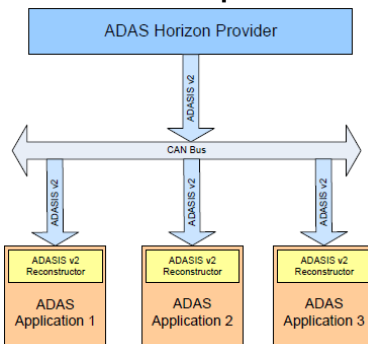 ADAS Horizon Provider
ADASIS v2
CAN Bus
ADASIS v2
ADASIS v2
ADASIS v2
ADASIS v2
Reconstructor
ADAS
Application 1
ADASIS v2
Reconstructor
ADAS
Application 2
ADASIS v2
Reconstructor
ADAS
Application 3